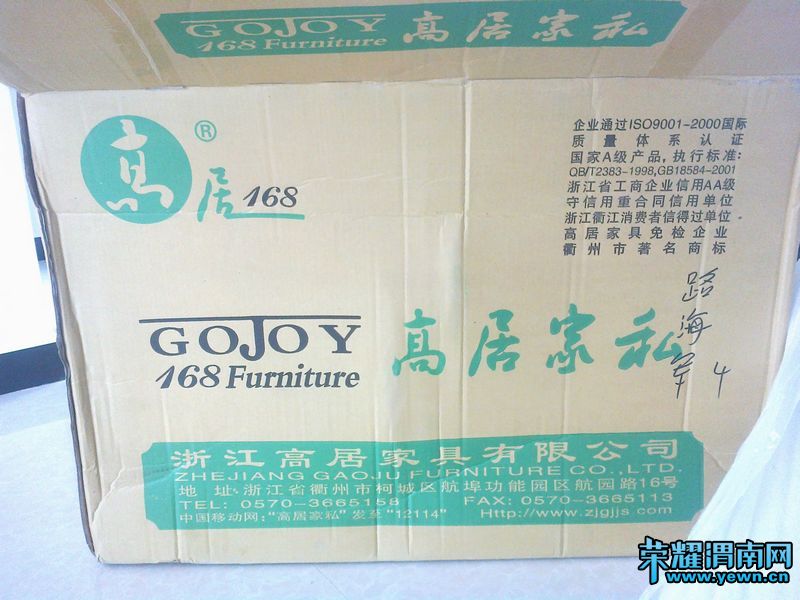 GOJOY
168 Furniture 高居家私
高居®168
企业通过ISO9001-2000国际
质量体系认证
国家A级产品,执行标准:
QB/T2383-1998,GB18584-2001
浙江省工商企业信用AA级
守信用重合同信用单位
浙江衢江消费者信得过单位
高居家具免检企业
衢州市著名商标
路海
4
GOJOY
168 Furniture
高居家私
浙江高居家具有限公司
ZHEJIANG GAOJU FURNITURE CO.,LTD.
地 址:浙江省衢州市柯城区航埠功能园区航园路16号
TEL: 0570-3665158 FAX: 0570-3665113
中国移动网:"高居家私"发至"12114" Http://www.zjgjjs.com
荣耀渭南网
www.yewn.cn